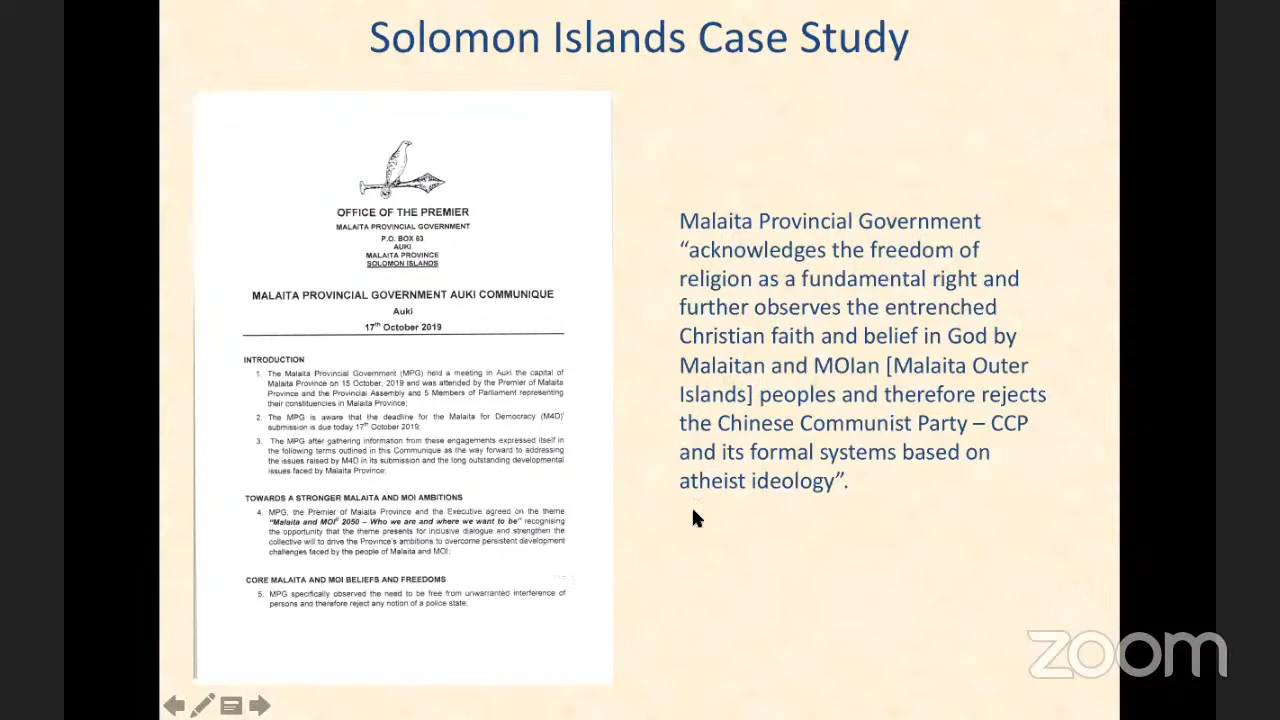 Solomon Islands Case Study
OFFICE OF THE PREMIER
MALAITA PROVINCIAL GOVERNMENT
P.O. BOX 63
AUKI
MALAITA PROVINCE
SOLOMON ISLANDS
MALAITA PROVINCIAL GOVERNMENT AUKI COMMUNIQUE
Auki
17th October 2019
INTRODUCTION
1. The Malaita Provincial Government (MPG) held a meeting in Auki the capital of
Malaita Province on 15 October, 2019 and was attended by the Premier of Malaita
Province and the Provincial Assembly and 5 Members of Parliament representing
their constituencies in Malaita Province;
2. The MPG is aware that the deadline for the Malaita for Democracy (M4D)'
submission is due today 17th October 2019;
3. The MPG after gathering information from these engagements expressed itself in
the following terms outlined in this Communique as the way forward to addressing
the issues raised by M4D in its submission and the long outstanding developmental
issues faced by Malaita Province:
TOWARDS A STRONGER MALAITA AND MOI AMBITIONS
4. MPG, the Premier of Malaita Province and the Executive agreed on the theme
"Malaita and MOI² 2050 – Who we are and where we want to be" recognising
the opportunity that the theme presents for inclusive dialogue and strengthen the
collective will to drive the Province's ambitions to overcome persistent development
challenges faced by the people of Malaita and MOI;
CORE MALAITA AND MOI BELIEFS AND FREEDOMS
5. MPG specifically observed the need to be free from unwarranted interference of
persons and therefore reject any notion of a police state;
Malaita Provincial Government
“acknowledges the freedom of
religion as a fundamental right and
further observes the entrenched
Christian faith and belief in God by
Malaitan and MOIan [Malaita Outer
Islands] peoples and therefore rejects
the Chinese Communist Party – CCP
and its formal systems based on
atheist ideology”.
zoom